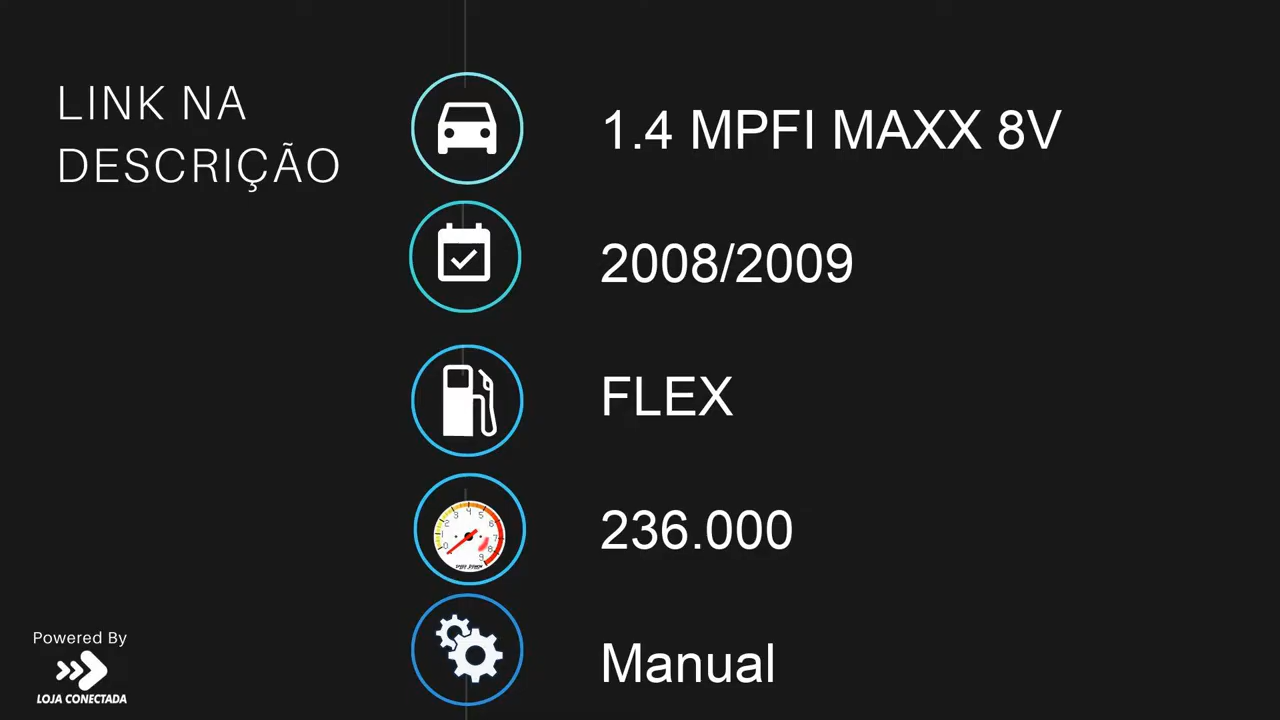 LINK NA
DESCRIÇÃO
1.4 MPFI MAXX 8V
2008/2009
FLEX
236.000
Manual
Powered By
LOJA CONECTADA